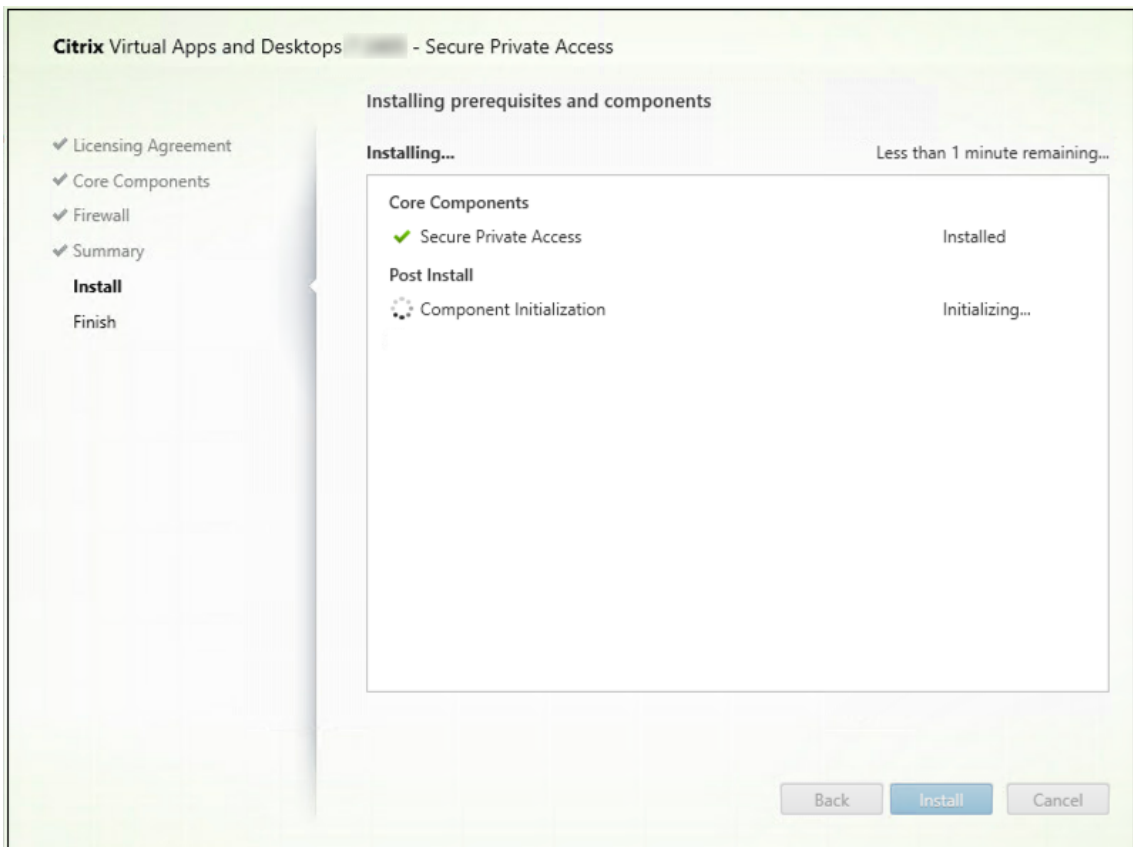 Citrix Virtual Apps and Desktops - Secure Private Access
Installing prerequisites and components
Licensing Agreement
Core Components
Firewall
Summary
Install
Finish
Installing... Less than 1 minute remaining...
Core Components
Secure Private Access Installed
Post Install
Component Initialization Initializing...
Back Install Cancel